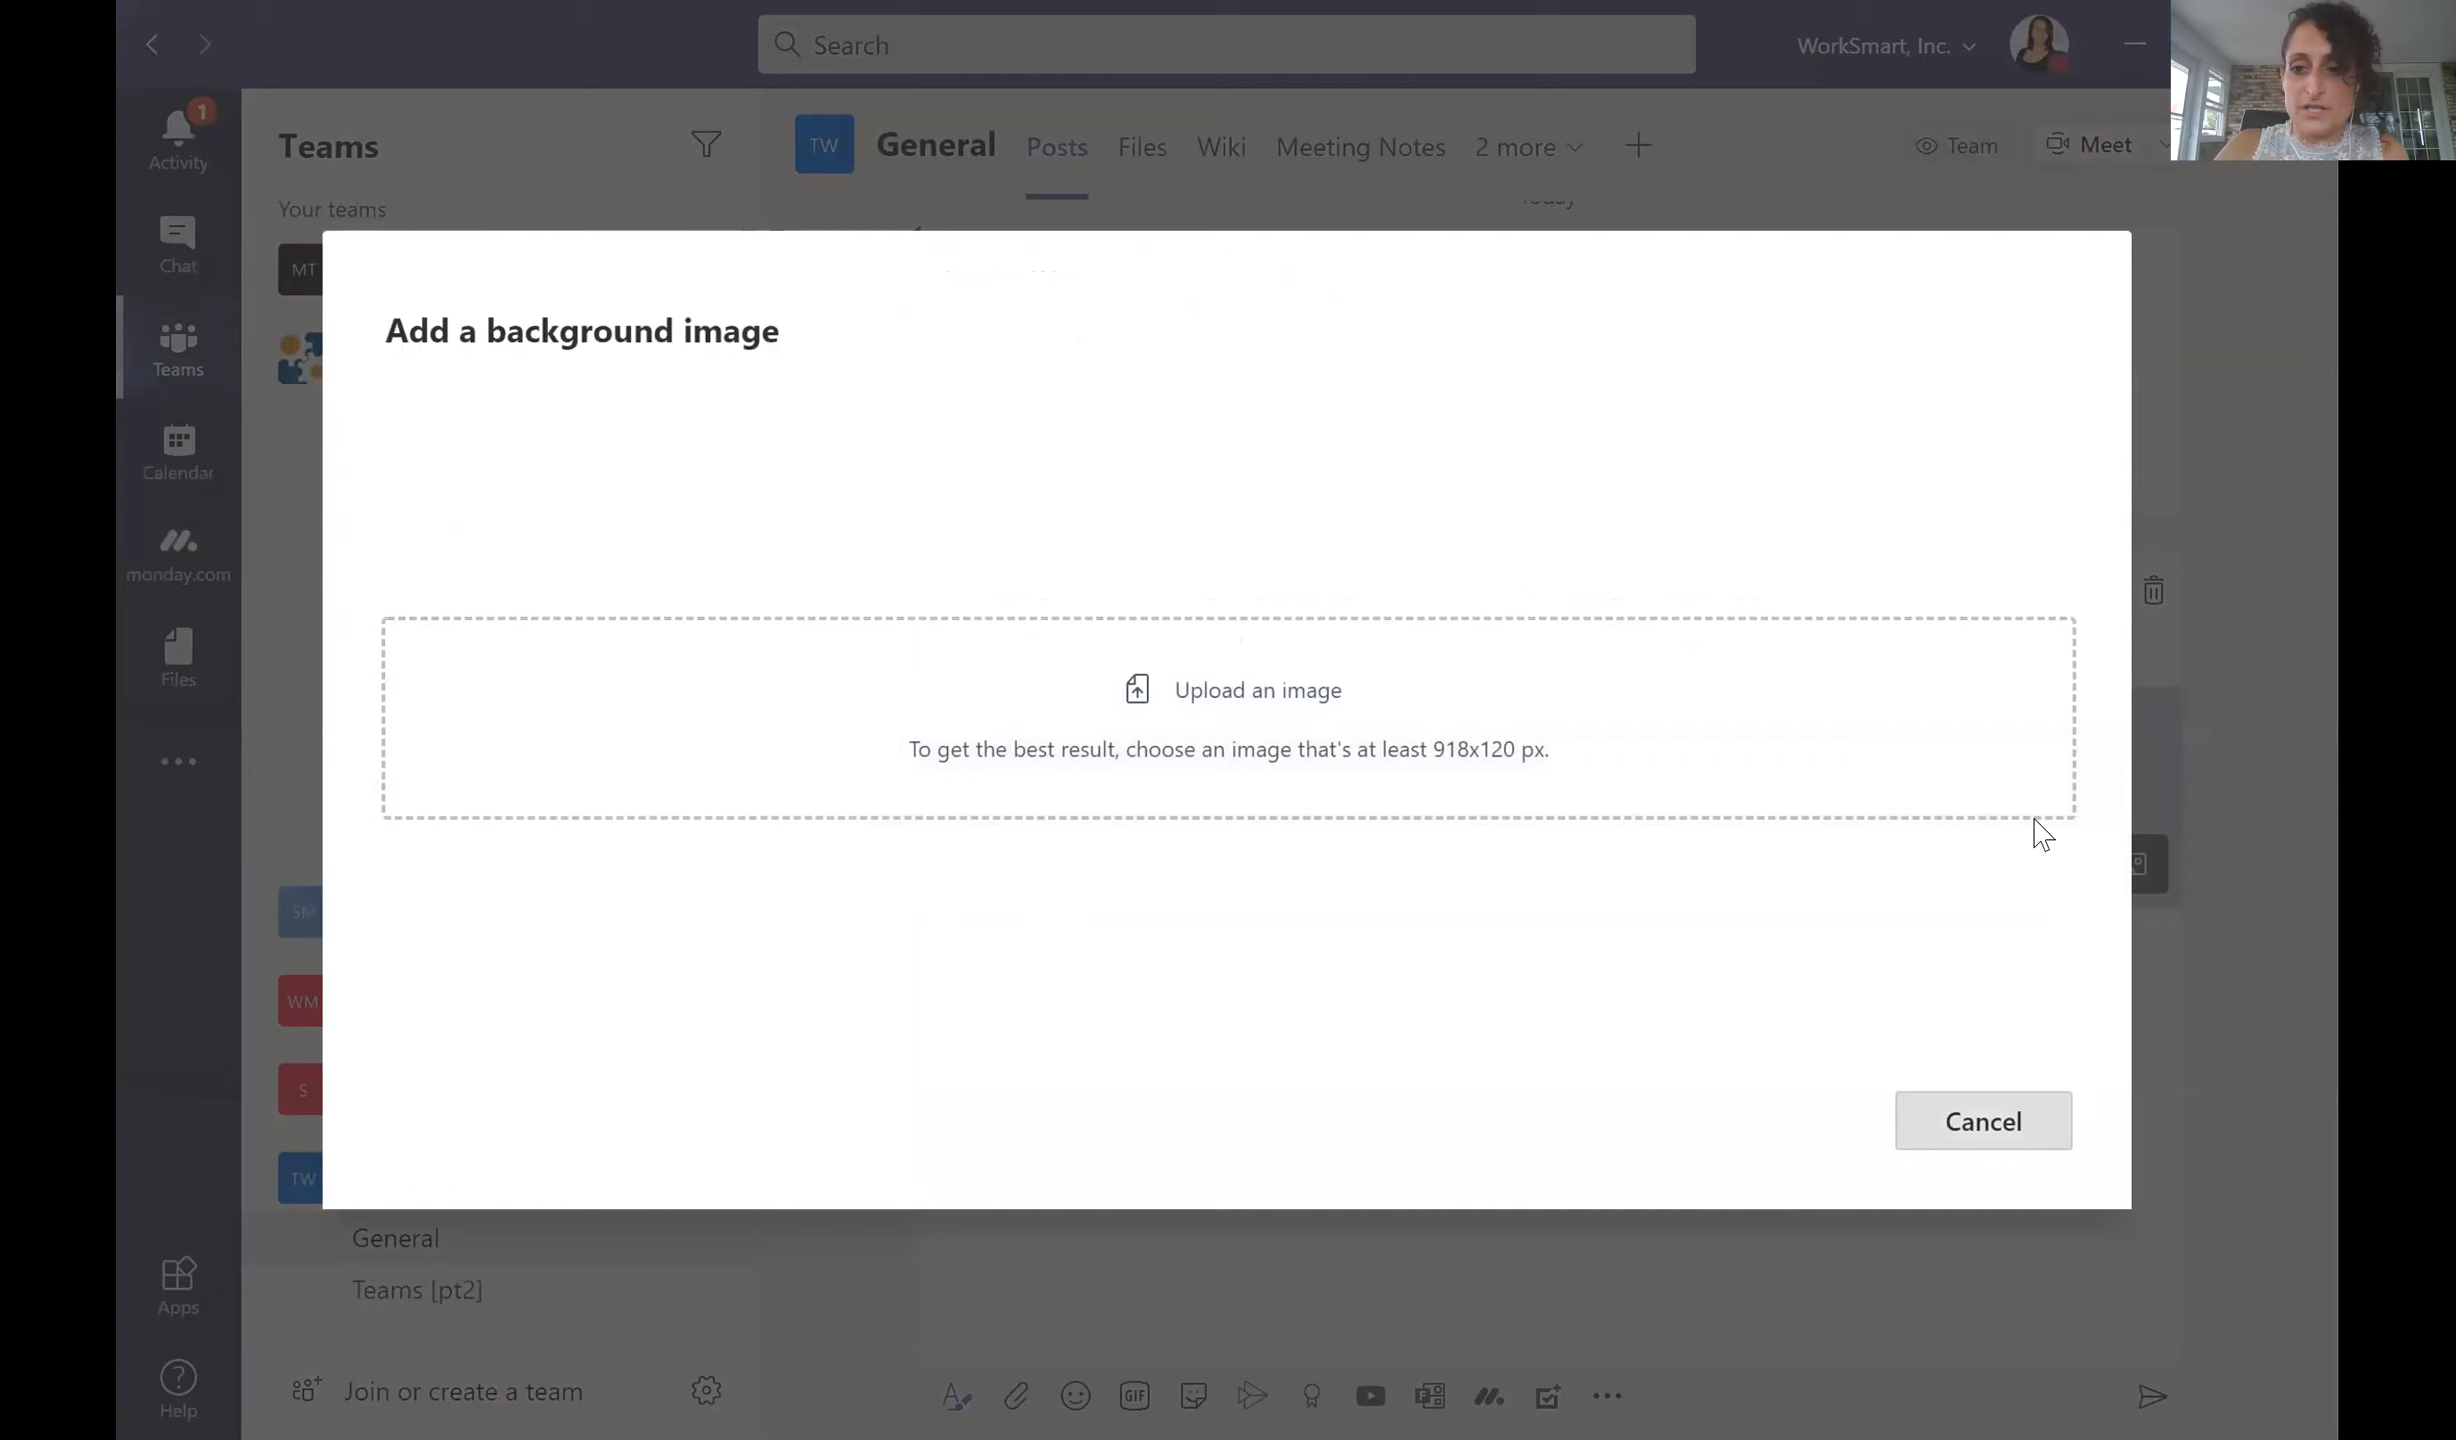 Search
WorkSmart, Inc.
1
Activity
Teams
TW
General
Posts
Files
Wiki
Meeting Notes
2 more
Team
Meet
Your teams
Today
Chat
MT
Add a background image
Teams
Calendar
monday.com
Upload an image
Files
To get the best result, choose an image that's at least 918x120 px.
SM
WM
S
Cancel
TW
General
Apps
Teams [pt2]
Join or create a team
GIF
Help